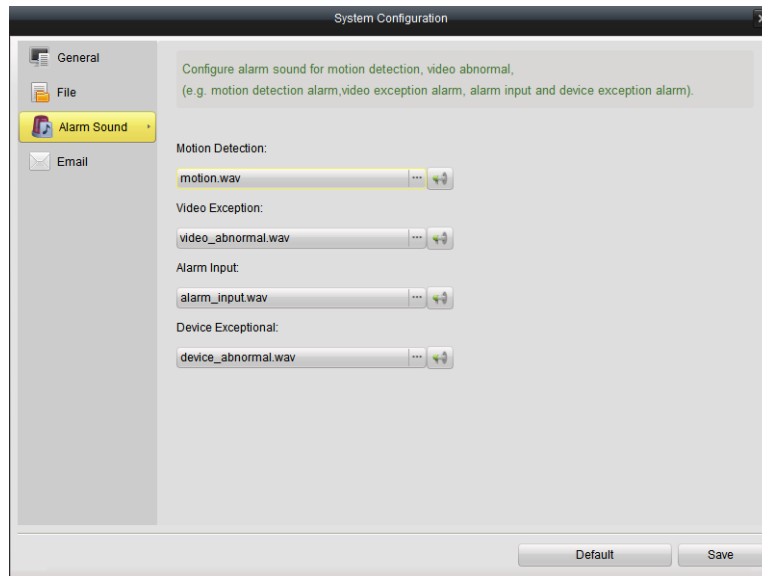 System Configuration
General
File
Alarm Sound
Email
Configure alarm sound for motion detection, video abnormal,
(e.g. motion detection alarm,video exception alarm, alarm input and device exception alarm).
Motion Detection:
motion.wav
Video Exception:
video_abnormal.wav
Alarm Input:
alarm_input.wav
Device Exceptional:
device_abnormal.wav
Default
Save